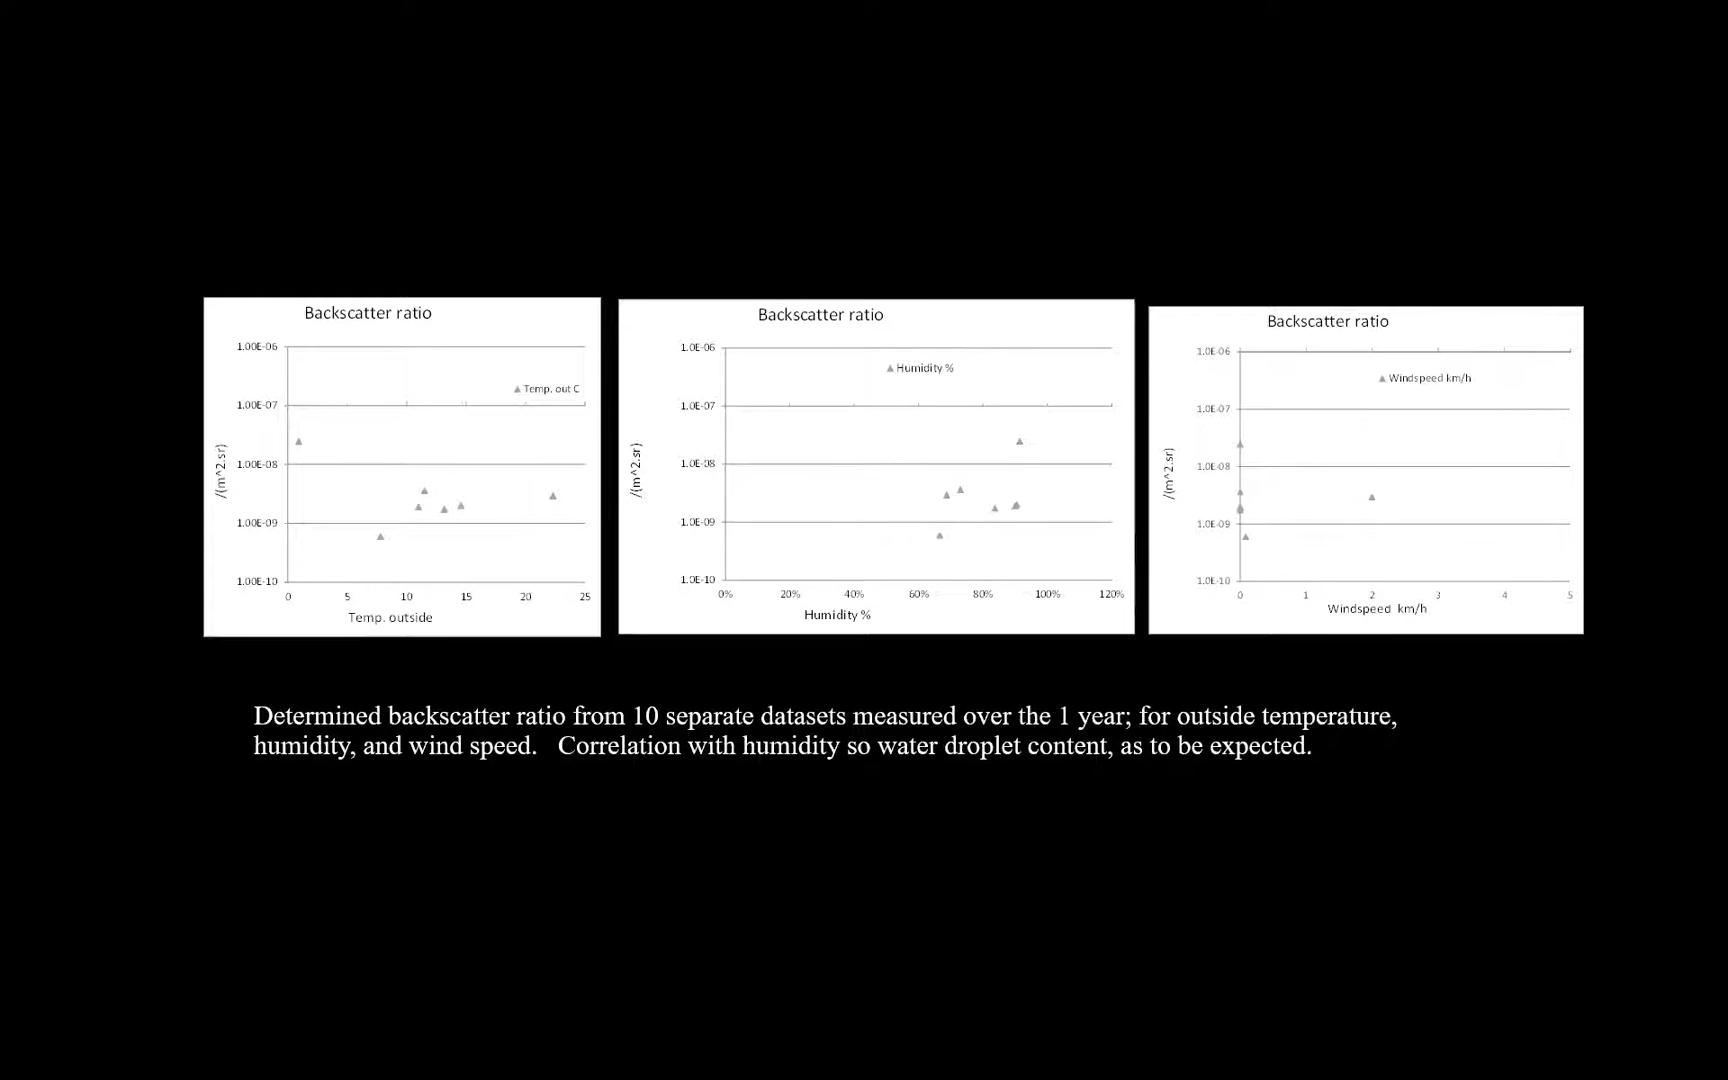 Backscatter ratio
1.00E-06
Temp. out C
1.00E-07
1.00E-08
1.00E-09
1.00E-10
/(m^2.sr)
0 5 10 15 20 25
Temp. outside
Backscatter ratio
1.0E-06
Humidity %
1.0E-07
1.0E-08
1.0E-09
1.0E-10
/(m^2.sr)
0% 20% 40% 60% 80% 100% 120%
Humidity %
Backscatter ratio
1.0E-06
Windspeed km/h
1.0E-07
1.0E-08
1.0E-09
1.0E-10
/(m^2.sr)
0 1 2 3 4 5
Windspeed km/h
Determined backscatter ratio from 10 separate datasets measured over the 1 year; for outside temperature,
humidity, and wind speed. Correlation with humidity so water droplet content, as to be expected.